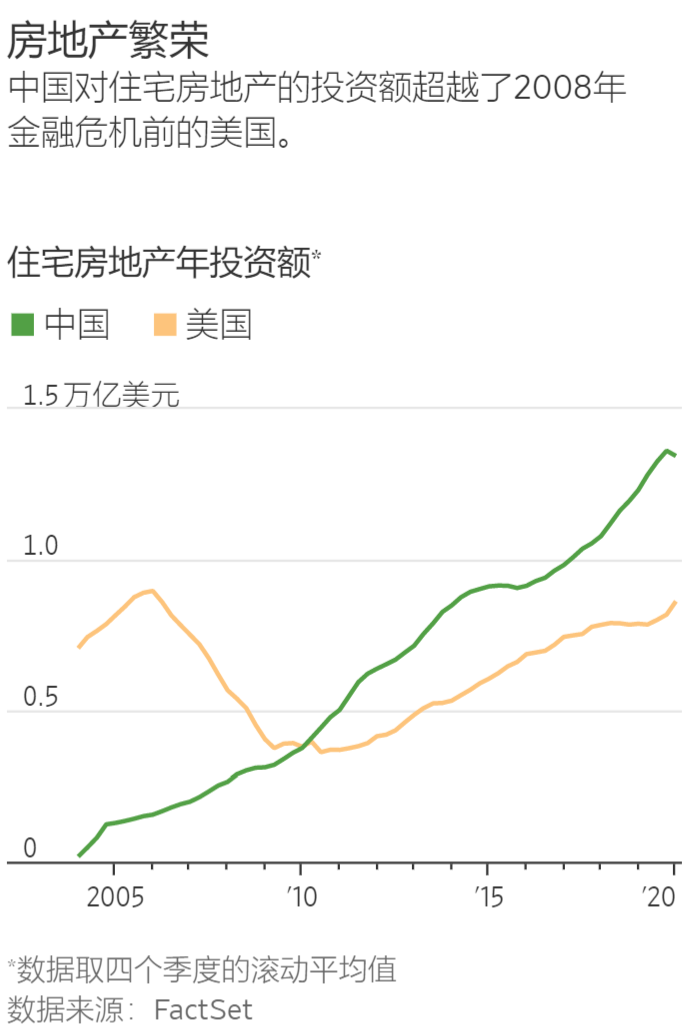 房地产繁荣
中国对住宅房地产的投资额超越了2008年
金融危机前的美国。
住宅房地产年投资额*
中国 美国
1.5 万亿美元
1.0
0.5
0
2005 ’10 ’15 ’20
*数据取四个季度的滚动平均值
数据来源：FactSet